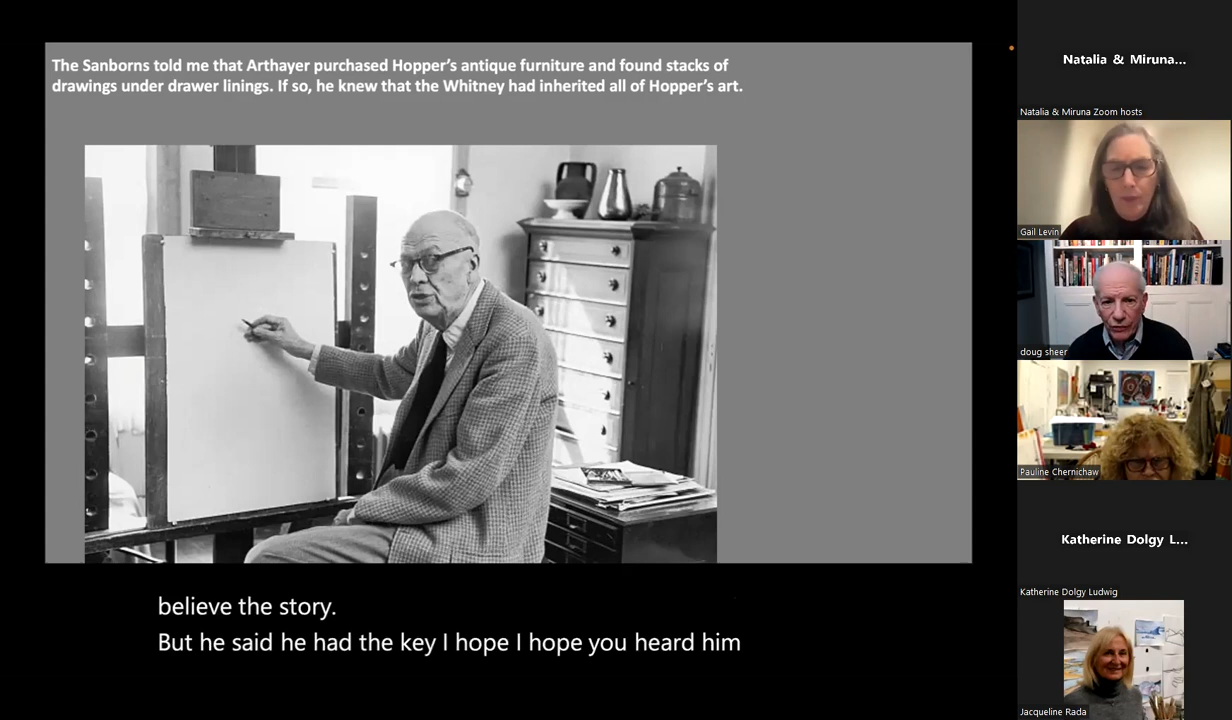 The Sanborns told me that Arthayer purchased Hopper's antique furniture and found stacks of
drawings under drawer linings. If so, he knew that the Whitney had inherited all of Hopper's art.
believe the story.
But he said he had the key I hope I hope you heard him
Natalia & Miruna...
Natalia & Miruna Zoom hosts
Gail Levin
doug sheer
Pauline Chernichaw
Katherine Dolgy L...
Katherine Dolgy Ludwig
Jacqueline Rada